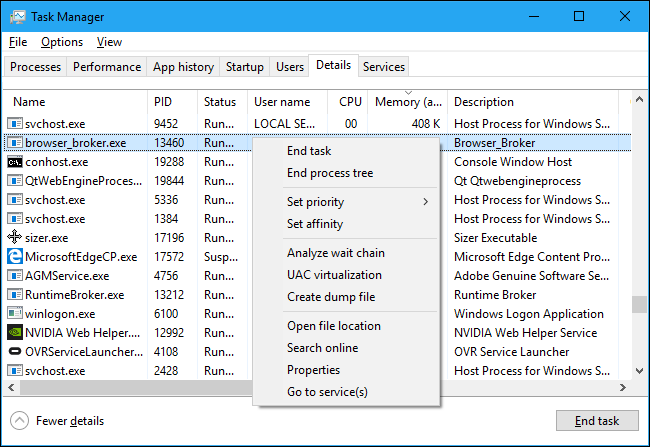 Task Manager
File Options View
Processes Performance App history Startup Users Details Services
Name PID Status User name CPU Memory (a... Description
svchost.exe 9452 Run... LOCAL SE... 00 408 K Host Process for Windows S...
browser_broker.exe 13460 Run... Browser_Broker
conhost.exe 19288 Run... Console Window Host
QtWebEngineProce... 19844 Run... Qt Qtwebengineprocess
svchost.exe 5336 Run... Host Process for Windows S...
svchost.exe 1384 Run... Host Process for Windows S...
sizer.exe 17196 Run... Sizer Executable
MicrosoftEdgeCP.exe 17572 Susp... Microsoft Edge Content Pro...
AGMService.exe 4756 Run... Adobe Genuine Software Se...
RuntimeBroker.exe 13212 Run... Runtime Broker
winlogon.exe 6100 Run... Windows Logon Application
NVIDIA Web Helper.... 12992 Run... NVIDIA Web Helper Service
OVRServiceLauncher... 4108 Run... OVR Service Launcher
svchost.exe 2428 Run... Host Process for Windows S...
End task
End process tree
Set priority
Set affinity
Analyze wait chain
UAC virtualization
Create dump file
Open file location
Search online
Properties
Go to service(s)
Fewer details End task